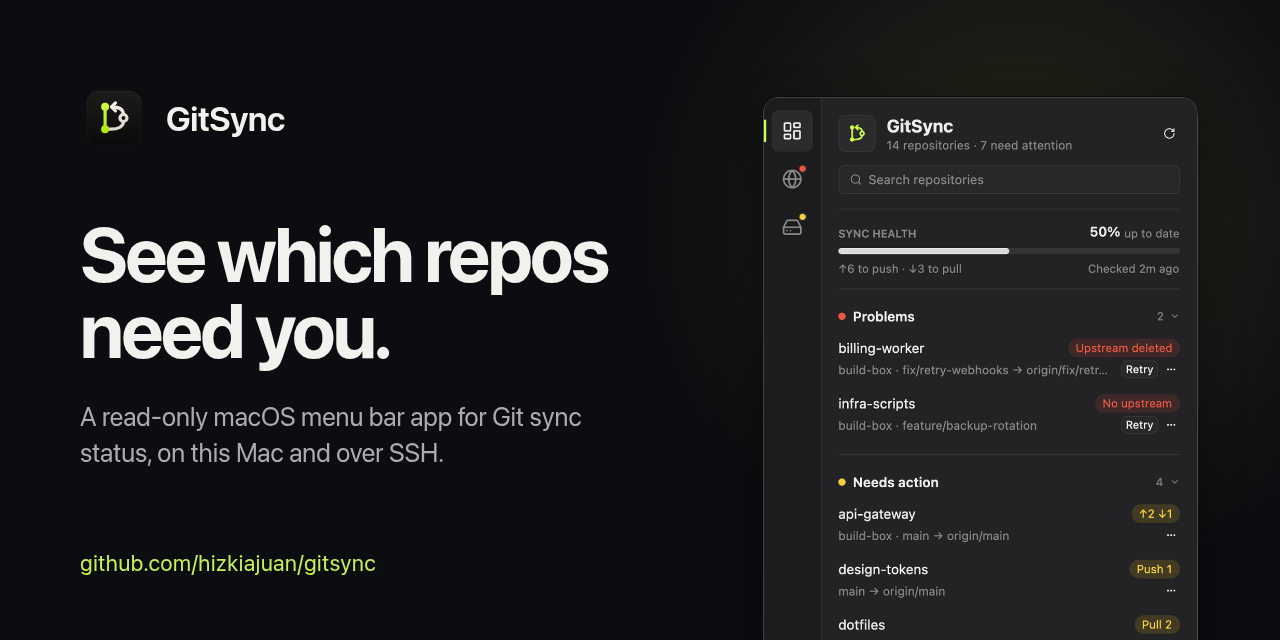 GitSync
See which repos
need you.
A read-only macOS menu bar app for Git sync
status, on this Mac and over SSH.
github.com/hizkiajuan/gitsync
GitSync
14 repositories · 7 need attention
Search repositories
SYNC HEALTH
50% up to date
↑6 to push · ↓3 to pull
Checked 2m ago
Problems
2
billing-worker
Upstream deleted
build-box · fix/retry-webhooks → origin/fix/retr...
Retry
infra-scripts
No upstream
build-box · feature/backup-rotation
Retry
Needs action
4
api-gateway
↑2 ↓1
build-box · main → origin/main
design-tokens
Push 1
main → origin/main
dotfiles
Pull 2